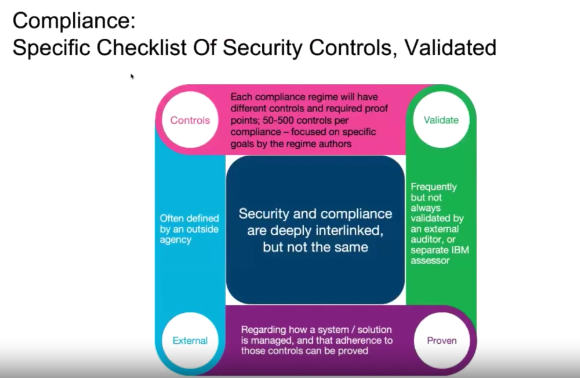 Compliance:
Specific Checklist Of Security Controls, Validated
Controls
Each compliance regime will have
different controls and required proof
points; 50-500 controls per
compliance – focused on specific
goals by the regime authors
Validate
Often defined
by an outside
agency
Security and compliance
are deeply interlinked,
but not the same
Frequently
but not
always
validated by
an external
auditor, or
separate IBM
assessor
External
Regarding how a system / solution
is managed, and that adherence to
those controls can be proved
Proven